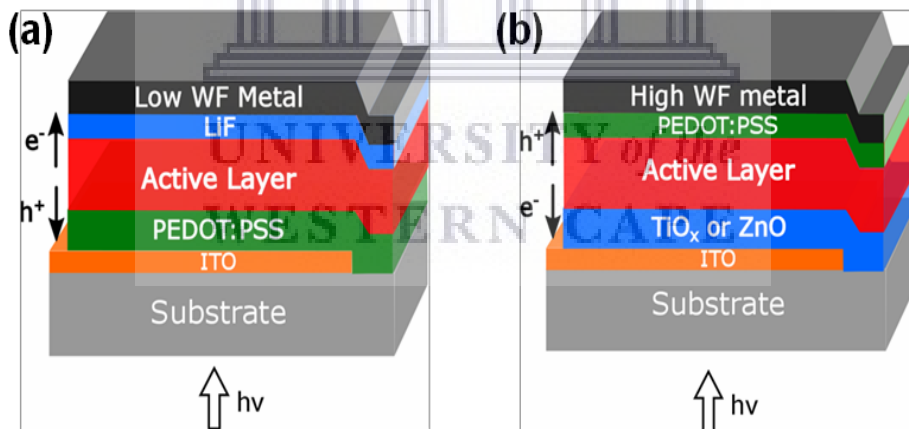 (a)
Low WF Metal
LiF
e⁻
Active Layer
h⁺
PEDOT:PSS
ITO
Substrate
hv
(b)
High WF metal
PEDOT:PSS
h⁺
Active Layer
e⁻
TiOₓ or ZnO
ITO
Substrate
hv
UNIVERSITY of the
WESTERN CAPE